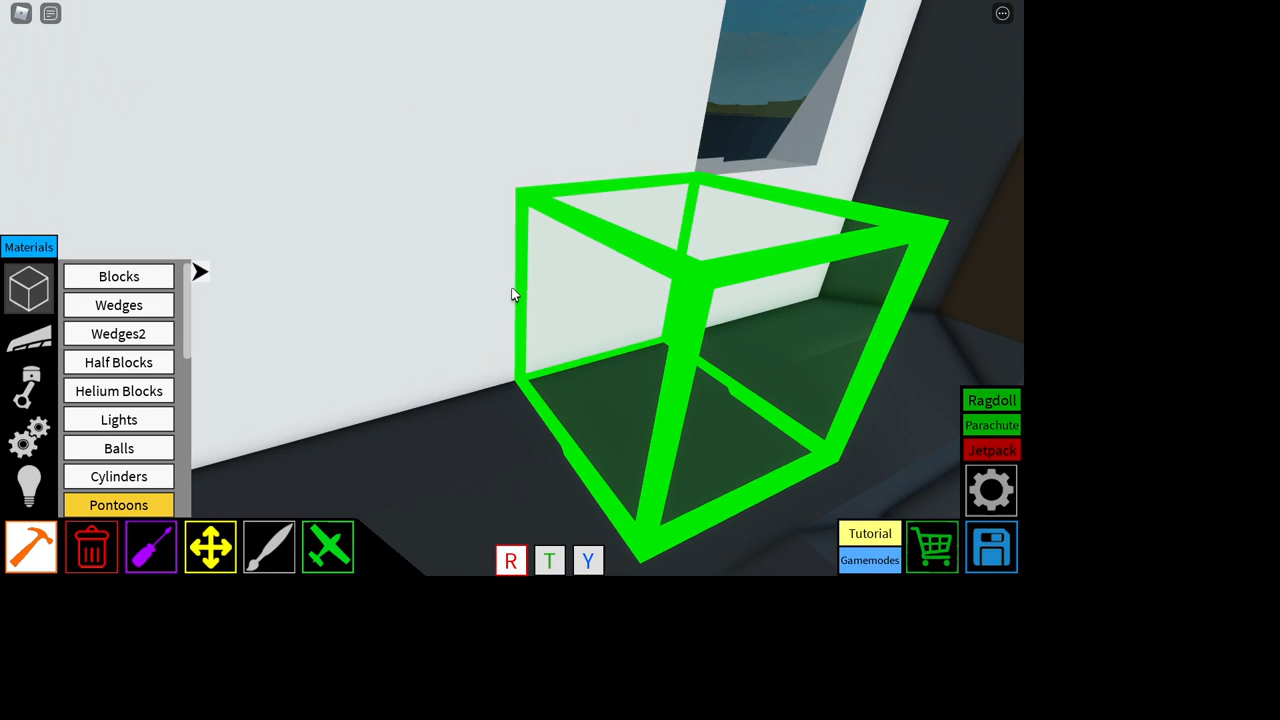 Materials
Blocks
Wedges
Wedges2
Half Blocks
Helium Blocks
Lights
Balls
Cylinders
Pontoons
R T Y
Ragdoll
Parachute
Jetpack
Tutorial
Gamemodes